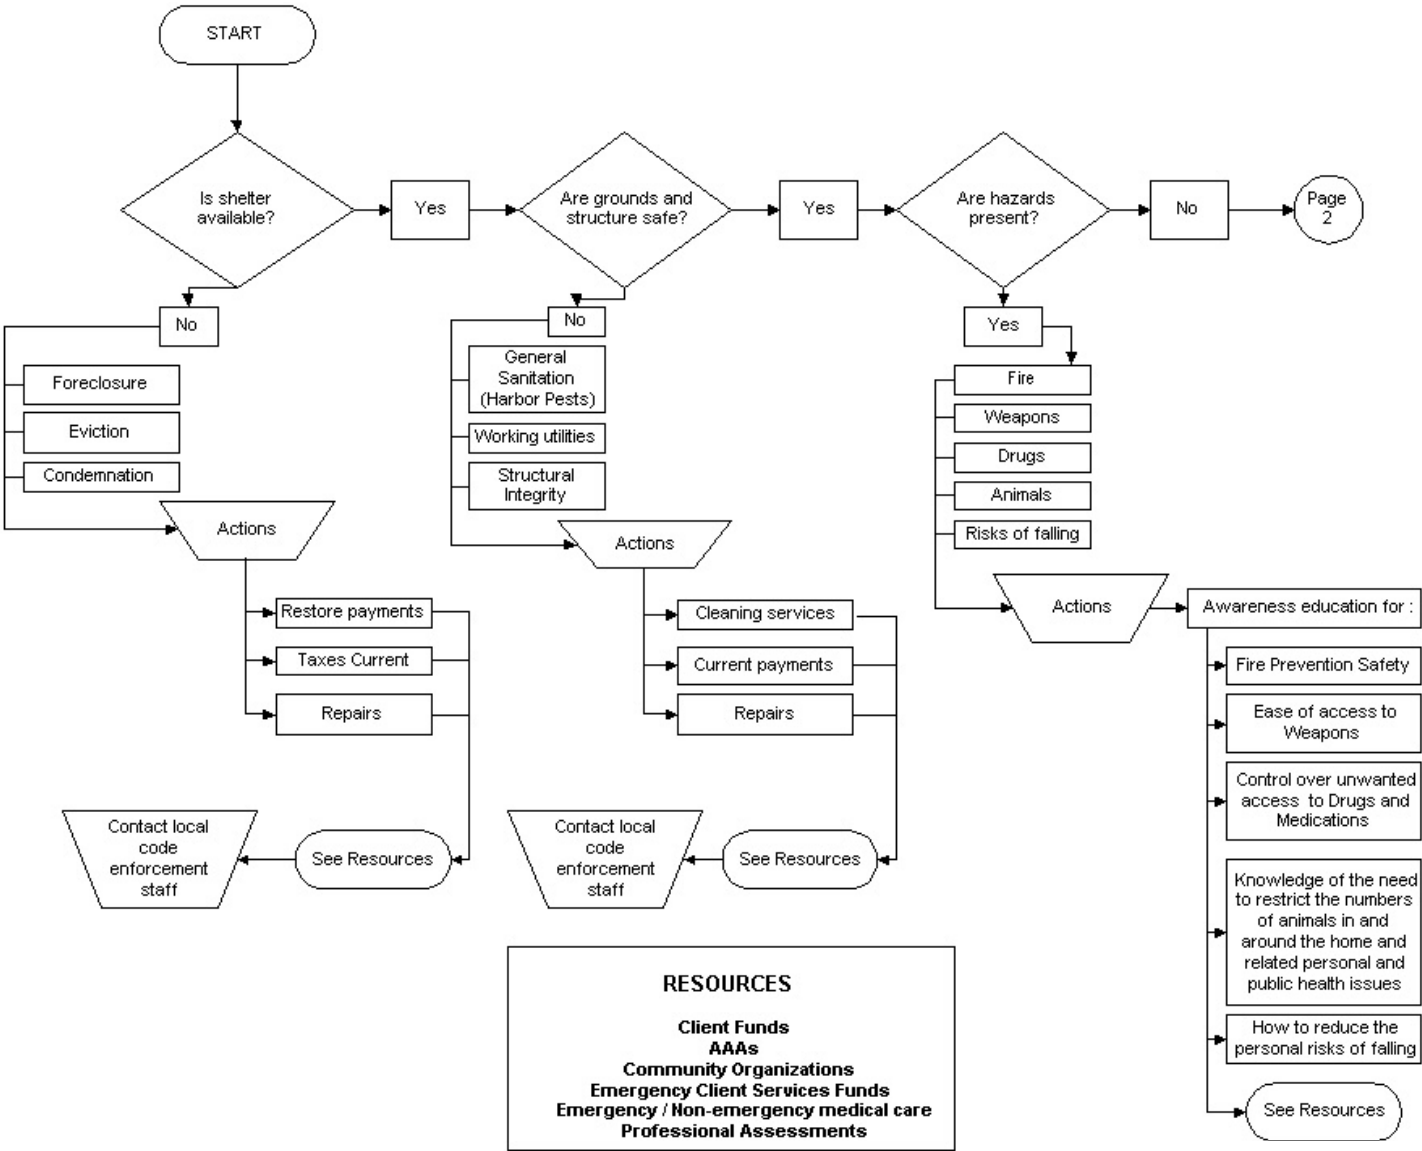 START
Is shelter
available?
Yes
Are grounds and
structure safe?
Yes
Are hazards
present?
No
Page
2
No
Foreclosure
Eviction
Condemnation
Actions
Restore payments
Taxes Current
Repairs
See Resources
Contact local
code
enforcement
staff
No
General
Sanitation
(Harbor Pests)
Working utilities
Structural
Integrity
Actions
Cleaning services
Current payments
Repairs
See Resources
Contact local
code
enforcement
staff
Yes
Fire
Weapons
Drugs
Animals
Risks of falling
Actions
Awareness education for :
Fire Prevention Safety
Ease of access to
Weapons
Control over unwanted
access to Drugs and
Medications
Knowledge of the need
to restrict the numbers
of animals in and
around the home and
related personal and
public health issues
How to reduce the
personal risks of falling
See Resources
RESOURCES
Client Funds
AAAs
Community Organizations
Emergency Client Services Funds
Emergency / Non-emergency medical care
Professional Assessments